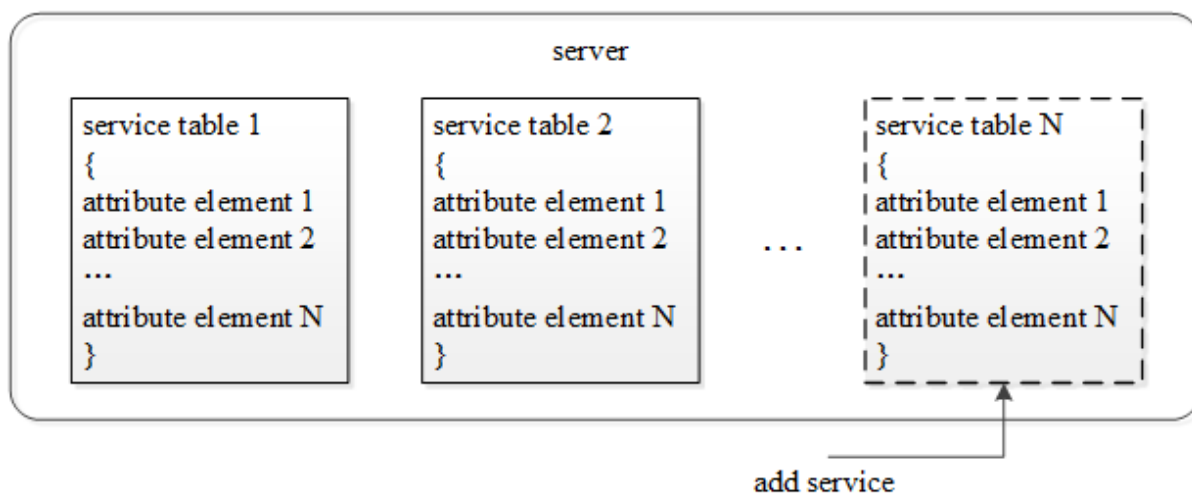 server
service table 1
{
attribute element 1
attribute element 2
...
attribute element N
}
service table 2
{
attribute element 1
attribute element 2
...
attribute element N
}
...
service table N
{
attribute element 1
attribute element 2
...
attribute element N
}
add service